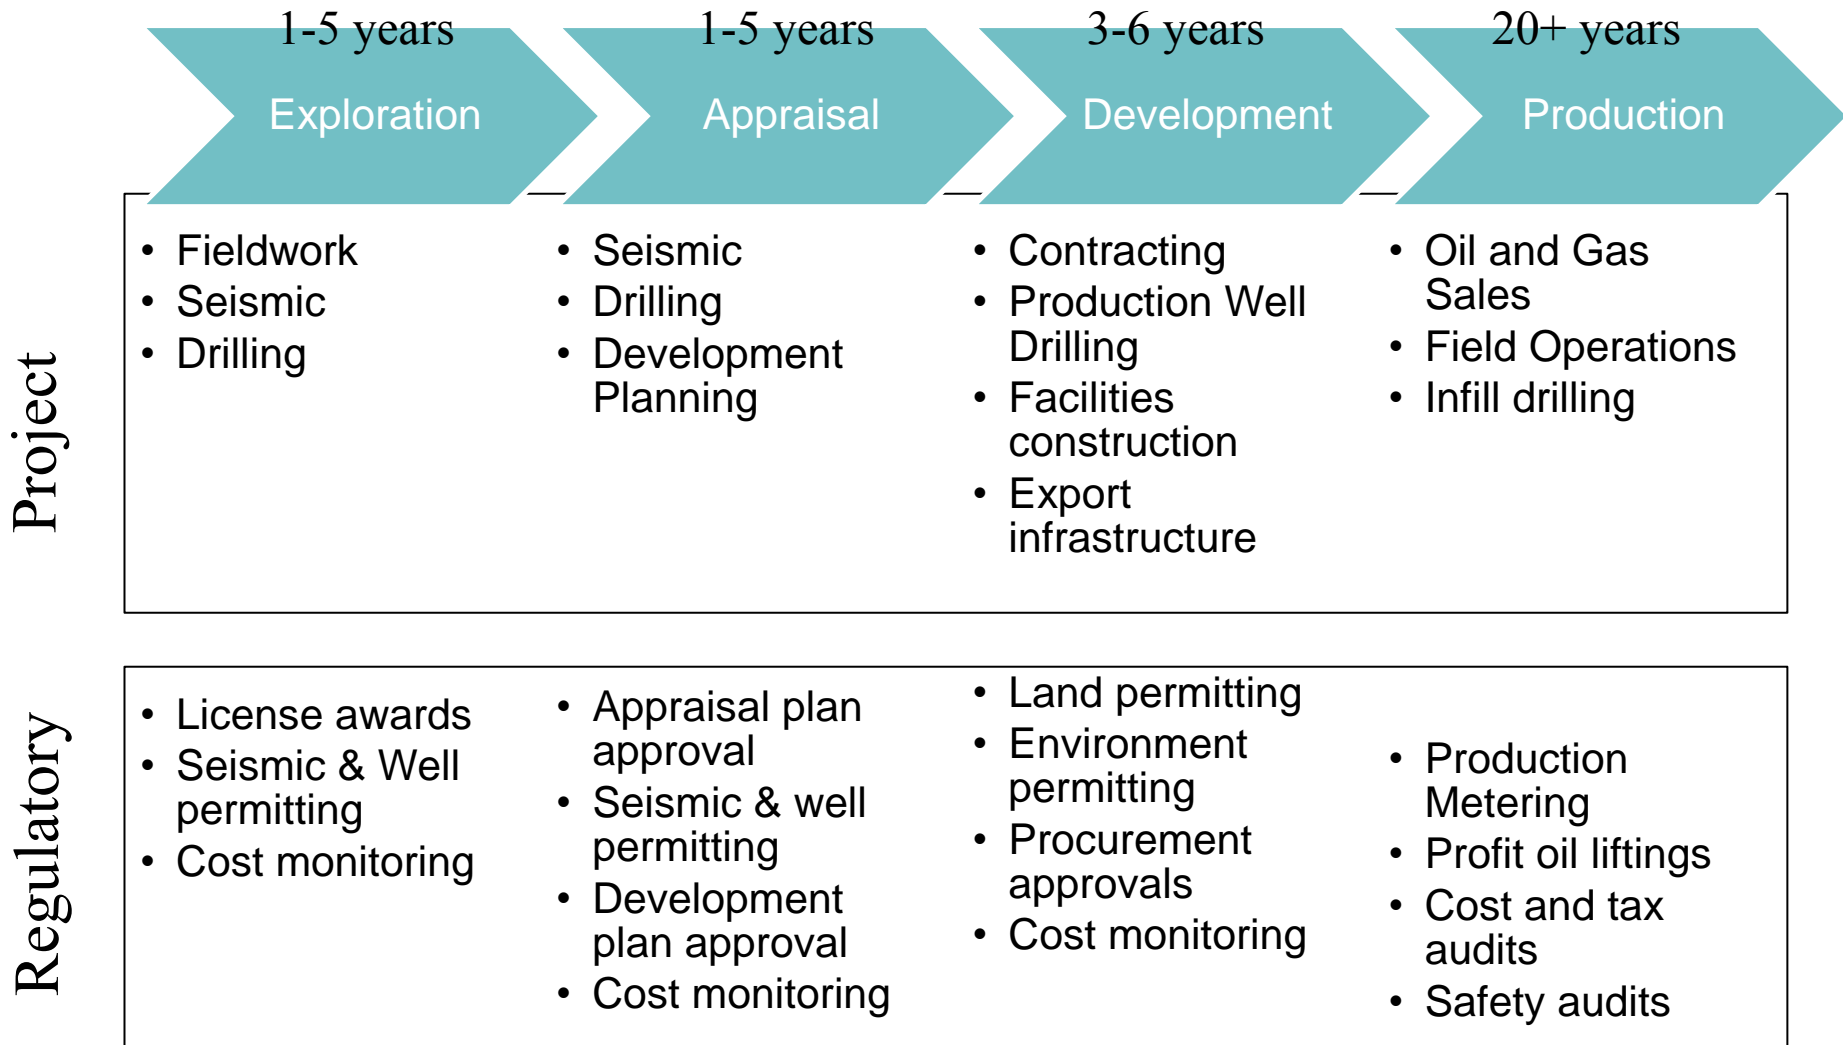 1-5 years
1-5 years
3-6 years
20+ years
Exploration
Appraisal
Development
Production
Project
• Fieldwork
• Seismic
• Drilling
• Seismic
• Drilling
• Development
Planning
• Contracting
• Production Well
Drilling
• Facilities
construction
• Export
infrastructure
• Oil and Gas
Sales
• Field Operations
• Infill drilling
Regulatory
• License awards
• Seismic & Well
permitting
• Cost monitoring
• Appraisal plan
approval
• Seismic & well
permitting
• Development
plan approval
• Cost monitoring
• Land permitting
• Environment
permitting
• Procurement
approvals
• Cost monitoring
• Production
Metering
• Profit oil liftings
• Cost and tax
audits
• Safety audits